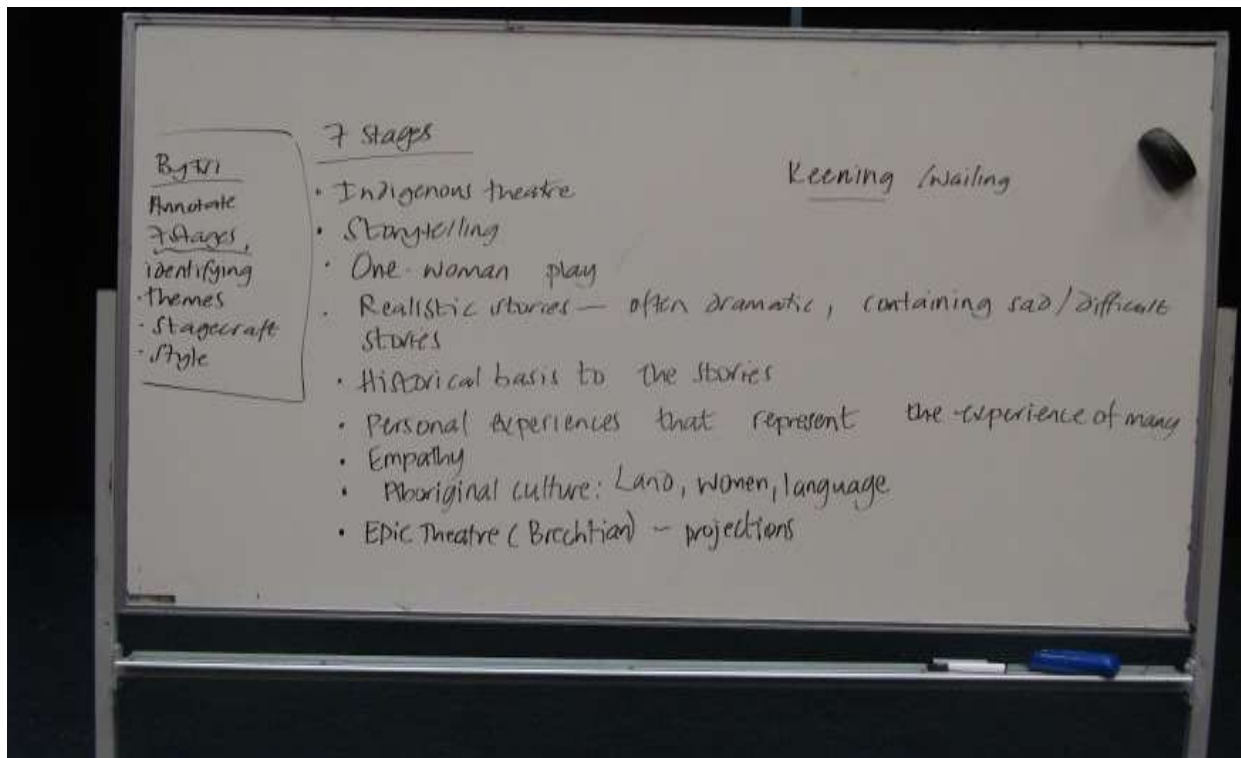 By Fri
Annotate
7 Stages,
identifying
· themes
· Stagecraft
· Style
7 Stages
· Indigenous theatre
· Storytelling
· One-woman play
· Realistic stories – often dramatic, containing sad/difficult
stories
· Historical basis to the stories
· Personal experiences that represent the experience of many
· Empathy
· Aboriginal culture: Land, women, language
· Epic Theatre (Brechtian) – projections
Keening /wailing